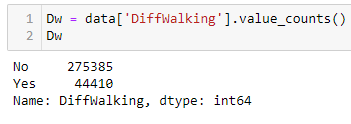 1 Dw = data['DiffWalking'].value_counts()
2 Dw
No 275385
Yes 44410
Name: DiffWalking, dtype: int64